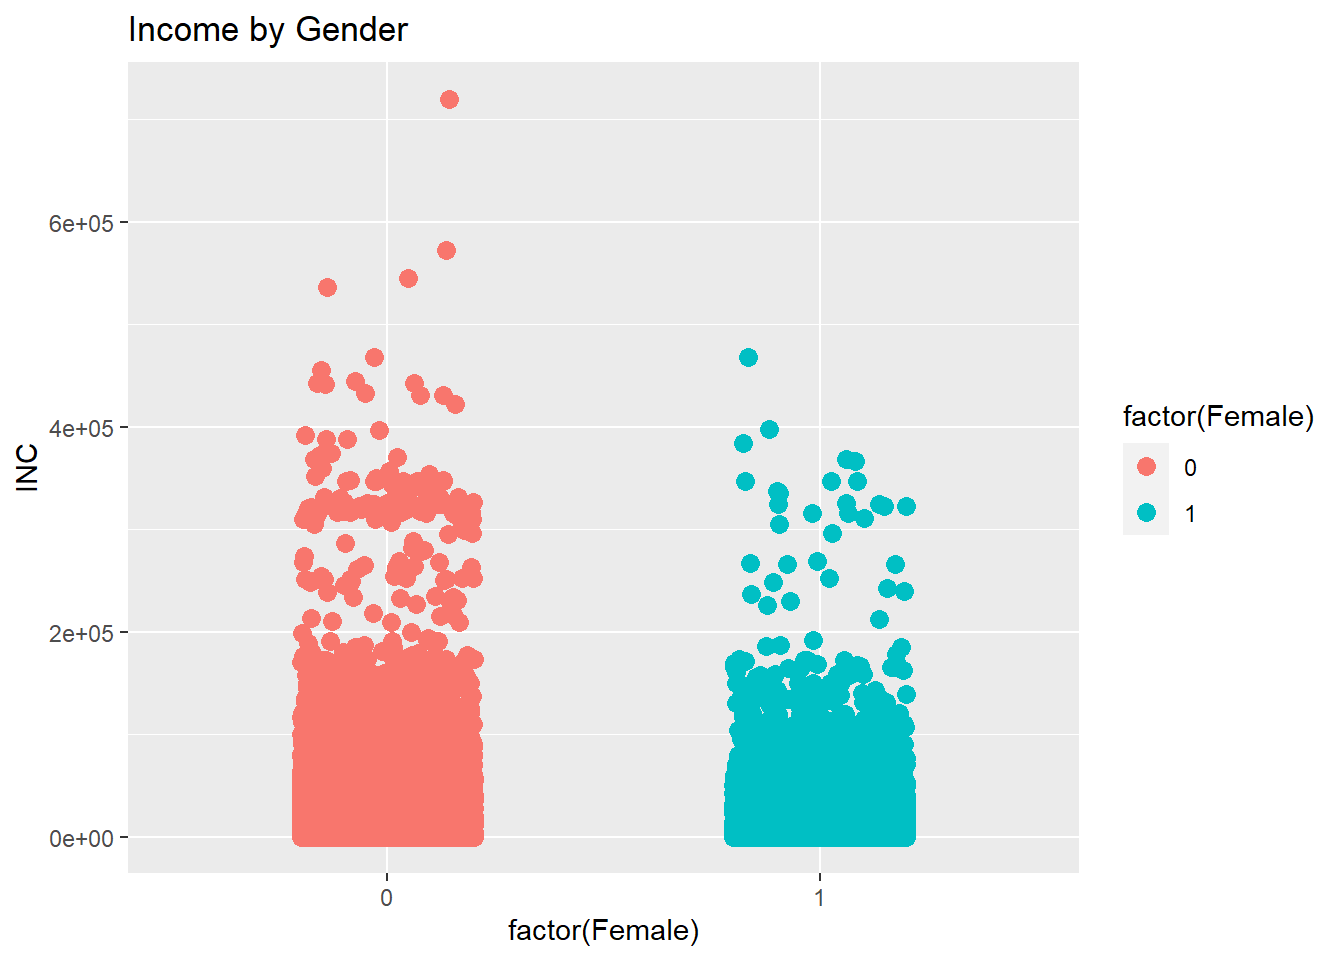 Income by Gender
6e+05
4e+05
2e+05
0e+00
INC
0
1
factor(Female)
factor(Female)
0
1